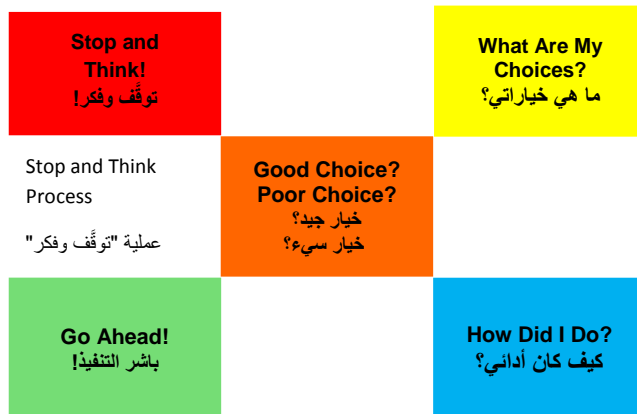 Stop and
Think!
توقَّف وفكر!
What Are My
Choices?
ما هي خياراتي؟
Stop and Think
Process
عملية "توقَّف وفكر"
Good Choice?
Poor Choice?
خيار جيد؟
خيار سيء؟
Go Ahead!
باشر التنفيذ!
How Did I Do?
كيف كان أدائي؟